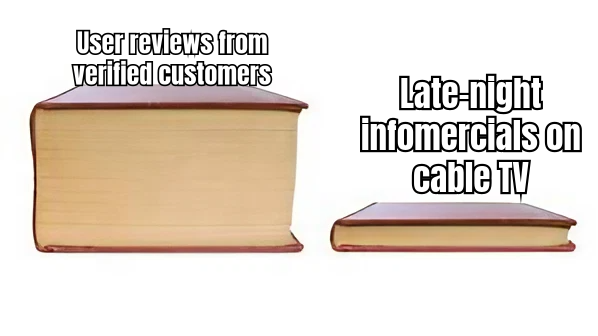 User reviews from
verified customers
Late-night
infomercials on
cable TV